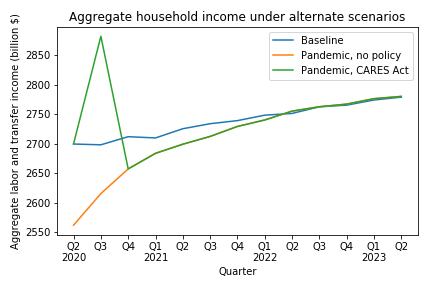 Aggregate household income under alternate scenarios
Aggregate labor and transfer income (billion $)
2850
2800
2750
2700
2650
2600
2550
Baseline
Pandemic, no policy
Pandemic, CARES Act
Q2 Q3 Q4 Q1 Q2 Q3 Q4 Q1 Q2 Q3 Q4 Q1 Q2
2020 2021 2022 2023
Quarter